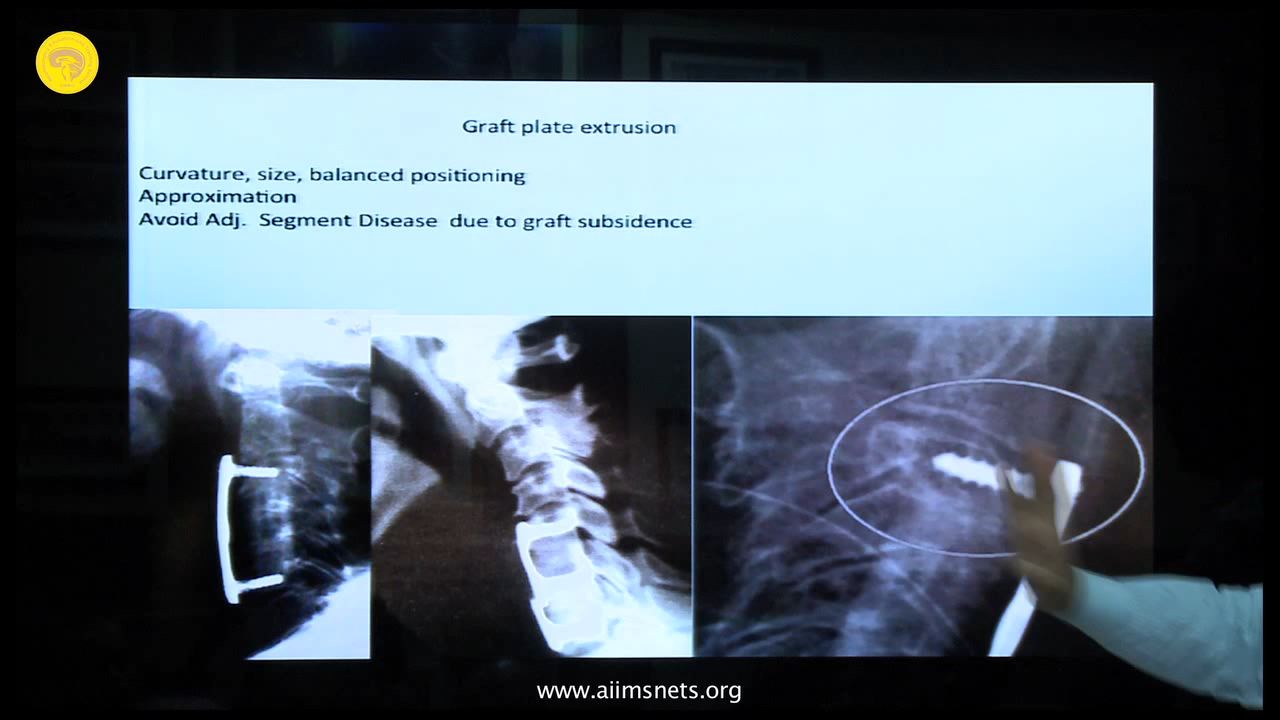 Graft plate extrusion
Curvature, size, balanced positioning
Approximation
Avoid Adj. Segment Disease due to graft subsidence
www.aiimsnets.org